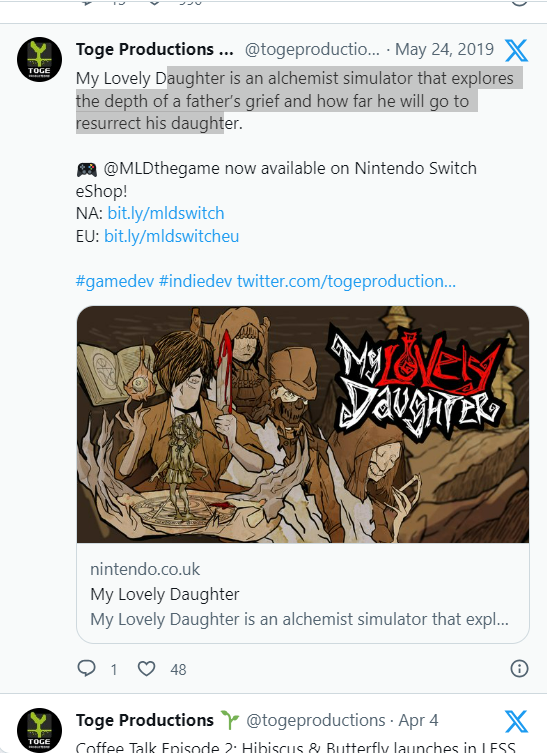 Toge Productions ... @togeproductio... · May 24, 2019
My Lovely Daughter is an alchemist simulator that explores
the depth of a father's grief and how far he will go to
resurrect his daughter.
🎮 @MLDthegame now available on Nintendo Switch
eShop!
NA: bit.ly/mldswitch
EU: bit.ly/mldswitcheu
#gamedev #indiedev twitter.com/togeproduction...
My Lovely
Daughter
nintendo.co.uk
My Lovely Daughter
My Lovely Daughter is an alchemist simulator that expl...
1 48
Toge Productions 🌱 @togeproductions · Apr 4
Coffee Talk Episode 2: Hibiscus & Butterfly launches in LESS